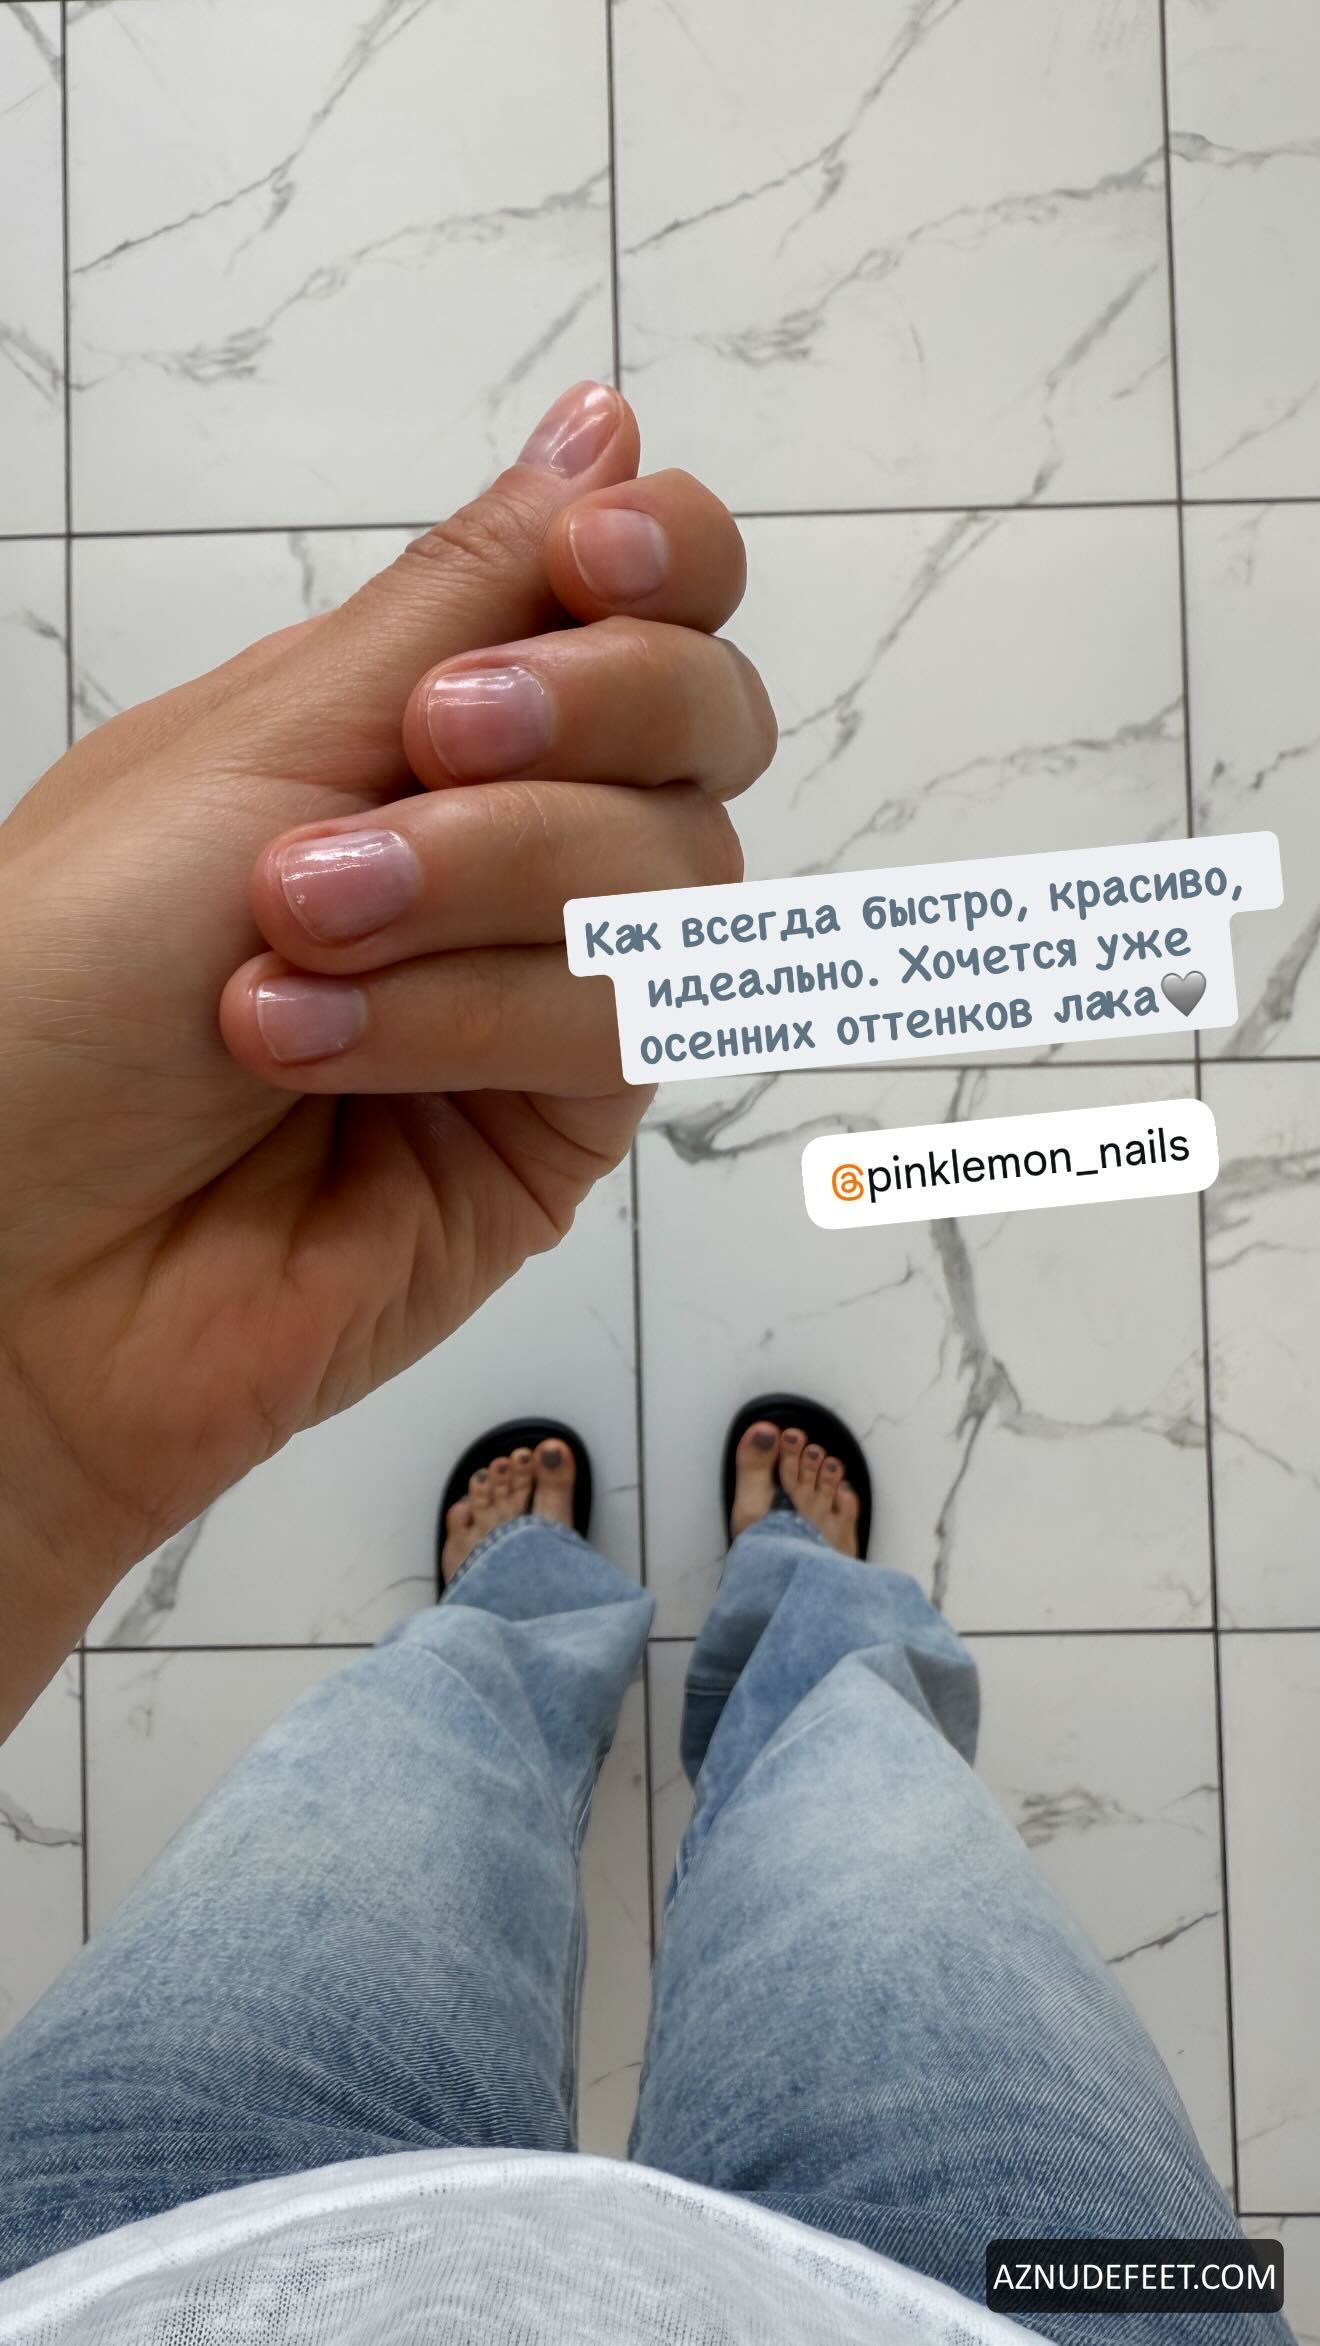 Как всегда быстро, красиво,
идеально. Хочется уже
осенних оттенков лака🩶
@pinklemon_nails
AZNUDEFEET.COM